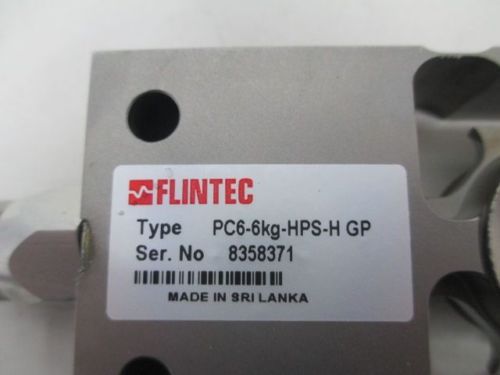 FLINTEC
Type PC6-6kg-HPS-H GP
Ser. No 8358371
MADE IN SRI LANKA